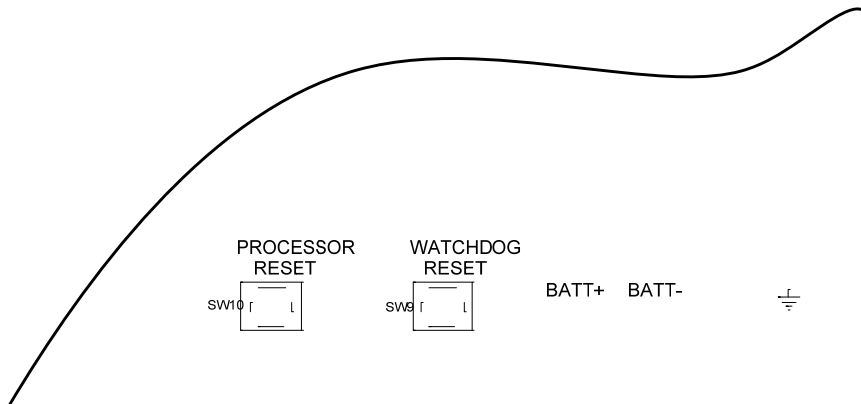 PROCESSOR RESET
WATCHDOG RESET
SW10
SW9
BATT+ BATT-